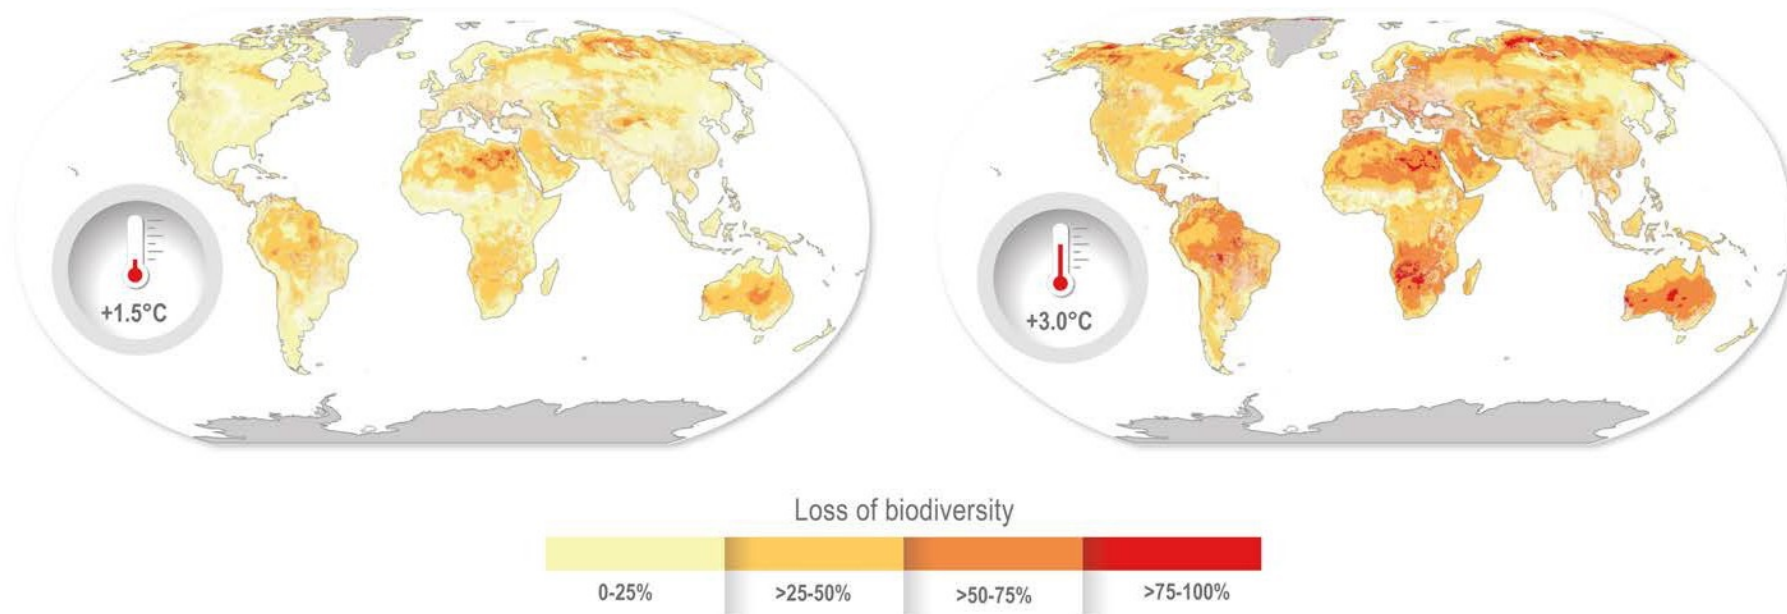 +1.5°C
+3.0°C
Loss of biodiversity
0-25%
>25-50%
>50-75%
>75-100%